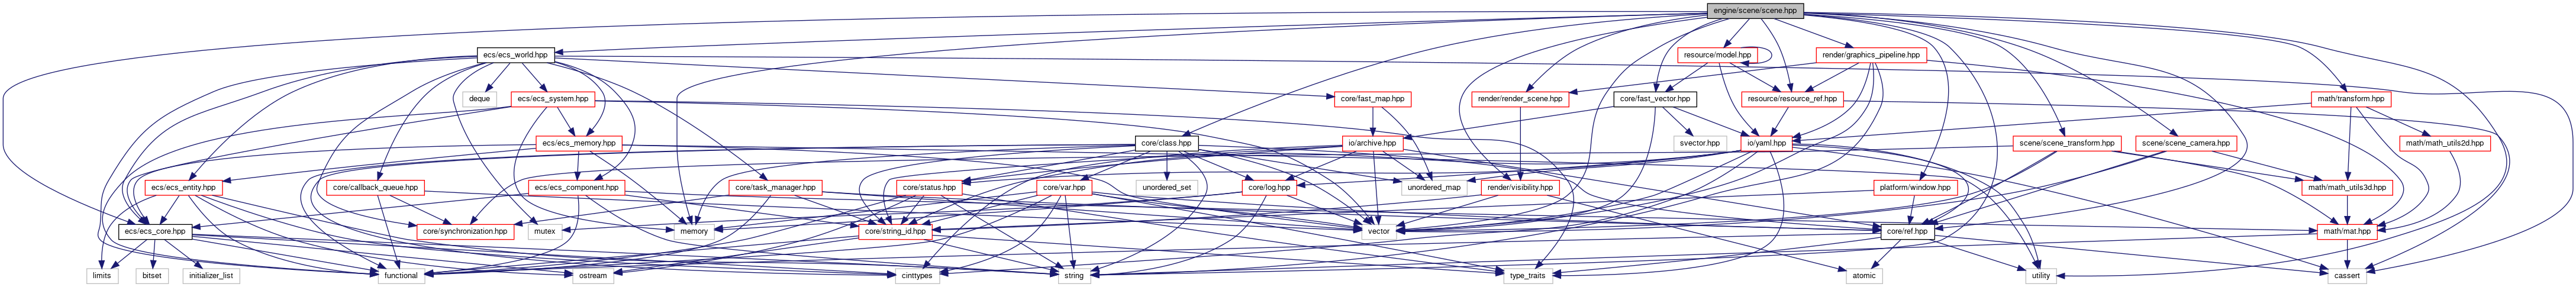 engine/scene/scene.hpp
ecs/ecs_world.hpp
resource/model.hpp
render/graphics_pipeline.hpp
deque
ecs/ecs_system.hpp
core/fast_map.hpp
render/render_scene.hpp
core/fast_vector.hpp
resource/resource_ref.hpp
math/transform.hpp
ecs/ecs_memory.hpp
core/class.hpp
io/archive.hpp
svector.hpp
io/yaml.hpp
scene/scene_transform.hpp
scene/scene_camera.hpp
math/math_utils2d.hpp
ecs/ecs_entity.hpp
core/callback_queue.hpp
ecs/ecs_component.hpp
core/task_manager.hpp
core/status.hpp
core/var.hpp
unordered_set
core/log.hpp
unordered_map
render/visibility.hpp
platform/window.hpp
math/math_utils3d.hpp
ecs/ecs_core.hpp
core/synchronization.hpp
mutex
memory
core/string_id.hpp
memory
vector
core/ref.hpp
math/mat.hpp
limits
bitset
initializer_list
functional
ostream
cinttypes
string
type_traits
atomic
utility
cassert